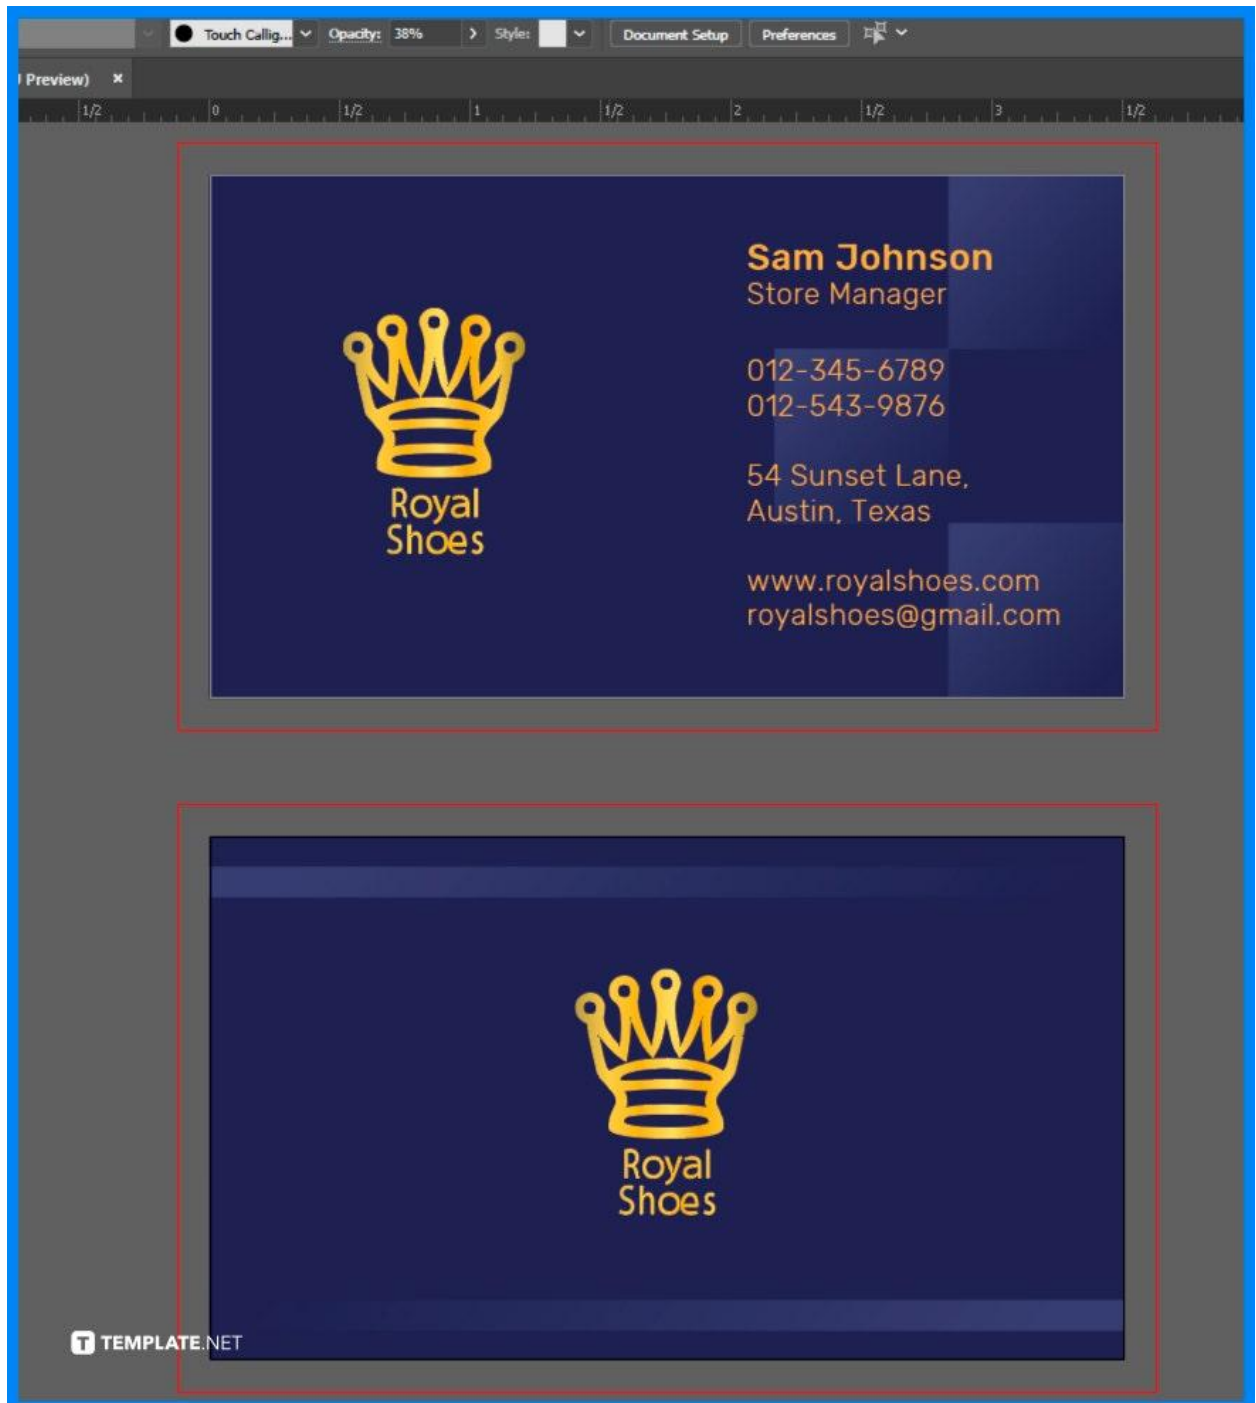 Touch Callig... Opacity: 38% Style: Document Setup Preferences
Preview) ×
1/2 0 1/2 1 1/2 2 1/2 3 1/2
Sam Johnson
Store Manager
012-345-6789
012-543-9876
54 Sunset Lane,
Austin, Texas
www.royalshoes.com
royalshoes@gmail.com
Royal
Shoes
Royal
Shoes
T TEMPLATE.NET